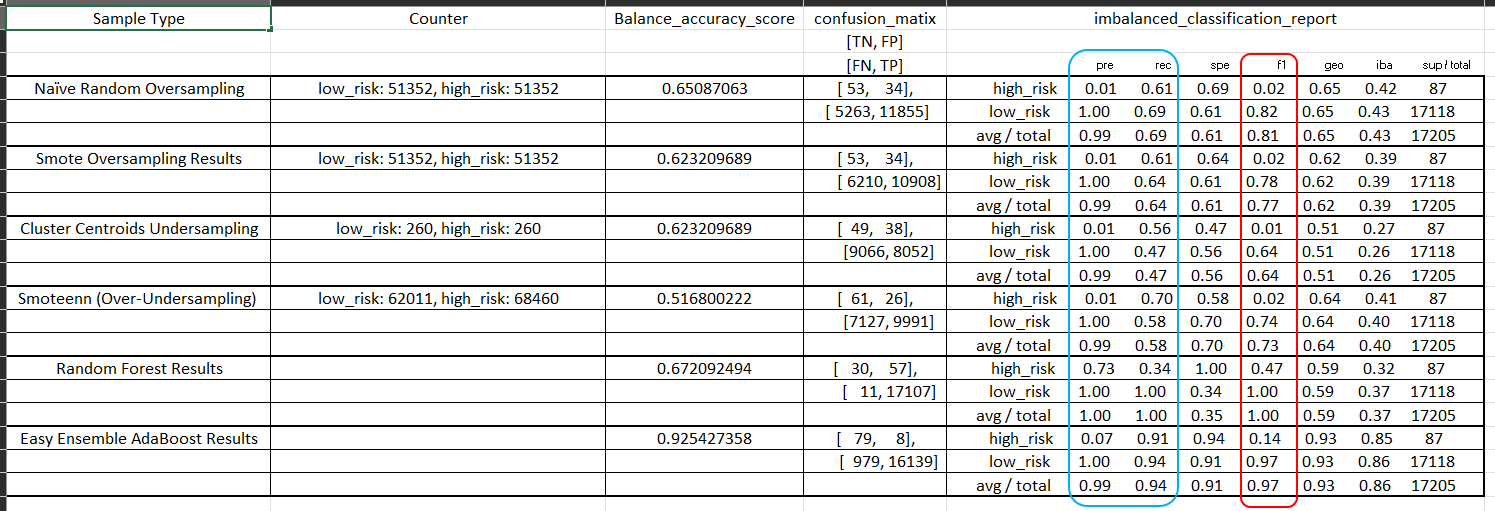 Sample Type Counter Balance_accuracy_score confusion_matix imbalanced_classification_report
[TN, FP]
[FN, TP] pre rec spe f1 geo iba sup / total
Naïve Random Oversampling low_risk: 51352, high_risk: 51352 0.65087063 [ 53, 34], high_risk 0.01 0.61 0.69 0.02 0.65 0.42 87
[ 5263, 11855] low_risk 1.00 0.69 0.61 0.82 0.65 0.43 17118
avg / total 0.99 0.69 0.61 0.81 0.65 0.43 17205
Smote Oversampling Results low_risk: 51352, high_risk: 51352 0.623209689 [ 53, 34], high_risk 0.01 0.61 0.64 0.02 0.62 0.39 87
[ 6210, 10908] low_risk 1.00 0.64 0.61 0.78 0.62 0.39 17118
avg / total 0.99 0.64 0.61 0.77 0.62 0.39 17205
Cluster Centroids Undersampling low_risk: 260, high_risk: 260 0.623209689 [ 49, 38], high_risk 0.01 0.56 0.47 0.01 0.51 0.27 87
[9066, 8052] low_risk 1.00 0.47 0.56 0.64 0.51 0.26 17118
avg / total 0.99 0.47 0.56 0.64 0.51 0.26 17205
Smoteenn (Over-Undersampling) low_risk: 62011, high_risk: 68460 0.516800222 [ 61, 26], high_risk 0.01 0.70 0.58 0.02 0.64 0.41 87
[7127, 9991] low_risk 1.00 0.58 0.70 0.74 0.64 0.40 17118
avg / total 0.99 0.58 0.70 0.73 0.64 0.40 17205
Random Forest Results 0.672092494 [ 30, 57], high_risk 0.73 0.34 1.00 0.47 0.59 0.32 87
[ 11, 17107] low_risk 1.00 1.00 0.34 1.00 0.59 0.37 17118
avg / total 1.00 1.00 0.35 1.00 0.59 0.37 17205
Easy Ensemble AdaBoost Results 0.925427358 [ 79, 8], high_risk 0.07 0.91 0.94 0.14 0.93 0.85 87
[ 979, 16139] low_risk 1.00 0.94 0.91 0.97 0.93 0.86 17118
avg / total 0.99 0.94 0.91 0.97 0.93 0.86 17205